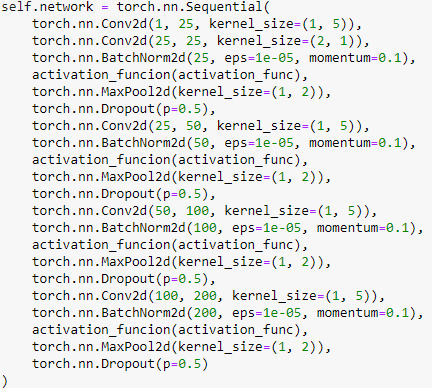 self.network = torch.nn.Sequential(
    torch.nn.Conv2d(1, 25, kernel_size=(1, 5)),
    torch.nn.Conv2d(25, 25, kernel_size=(2, 1)),
    torch.nn.BatchNorm2d(25, eps=1e-05, momentum=0.1),
    activation_funcion(activation_func),
    torch.nn.MaxPool2d(kernel_size=(1, 2)),
    torch.nn.Dropout(p=0.5),
    torch.nn.Conv2d(25, 50, kernel_size=(1, 5)),
    torch.nn.BatchNorm2d(50, eps=1e-05, momentum=0.1),
    activation_funcion(activation_func),
    torch.nn.MaxPool2d(kernel_size=(1, 2)),
    torch.nn.Dropout(p=0.5),
    torch.nn.Conv2d(50, 100, kernel_size=(1, 5)),
    torch.nn.BatchNorm2d(100, eps=1e-05, momentum=0.1),
    activation_funcion(activation_func),
    torch.nn.MaxPool2d(kernel_size=(1, 2)),
    torch.nn.Dropout(p=0.5),
    torch.nn.Conv2d(100, 200, kernel_size=(1, 5)),
    torch.nn.BatchNorm2d(200, eps=1e-05, momentum=0.1),
    activation_funcion(activation_func),
    torch.nn.MaxPool2d(kernel_size=(1, 2)),
    torch.nn.Dropout(p=0.5)
)